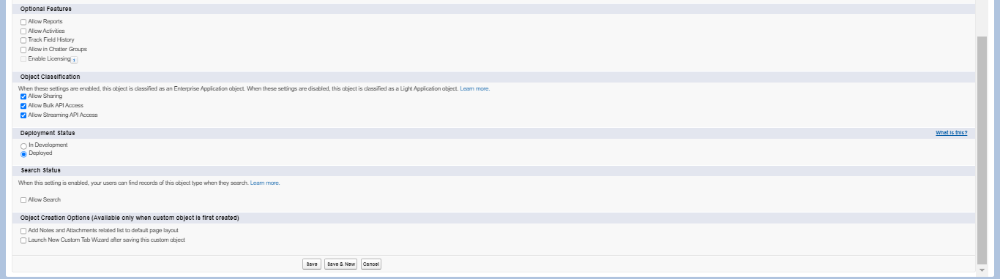 Optional Features
Allow Reports
Allow Activities
Track Field History
Allow in Chatter Groups
Enable Licensing i
Object Classification
When these settings are enabled, this object is classified as an Enterprise Application object. When these settings are disabled, this object is classified as a Light Application object. Learn more.
Allow Sharing
Allow Bulk API Access
Allow Streaming API Access
Deployment Status What is this?
In Development
Deployed
Search Status
When this setting is enabled, your users can find records of this object type when they search. Learn more.
Allow Search
Object Creation Options (Available only when custom object is first created)
Add Notes and Attachments related list to default page layout
Launch New Custom Tab Wizard after saving this custom object
Save Save & New Cancel